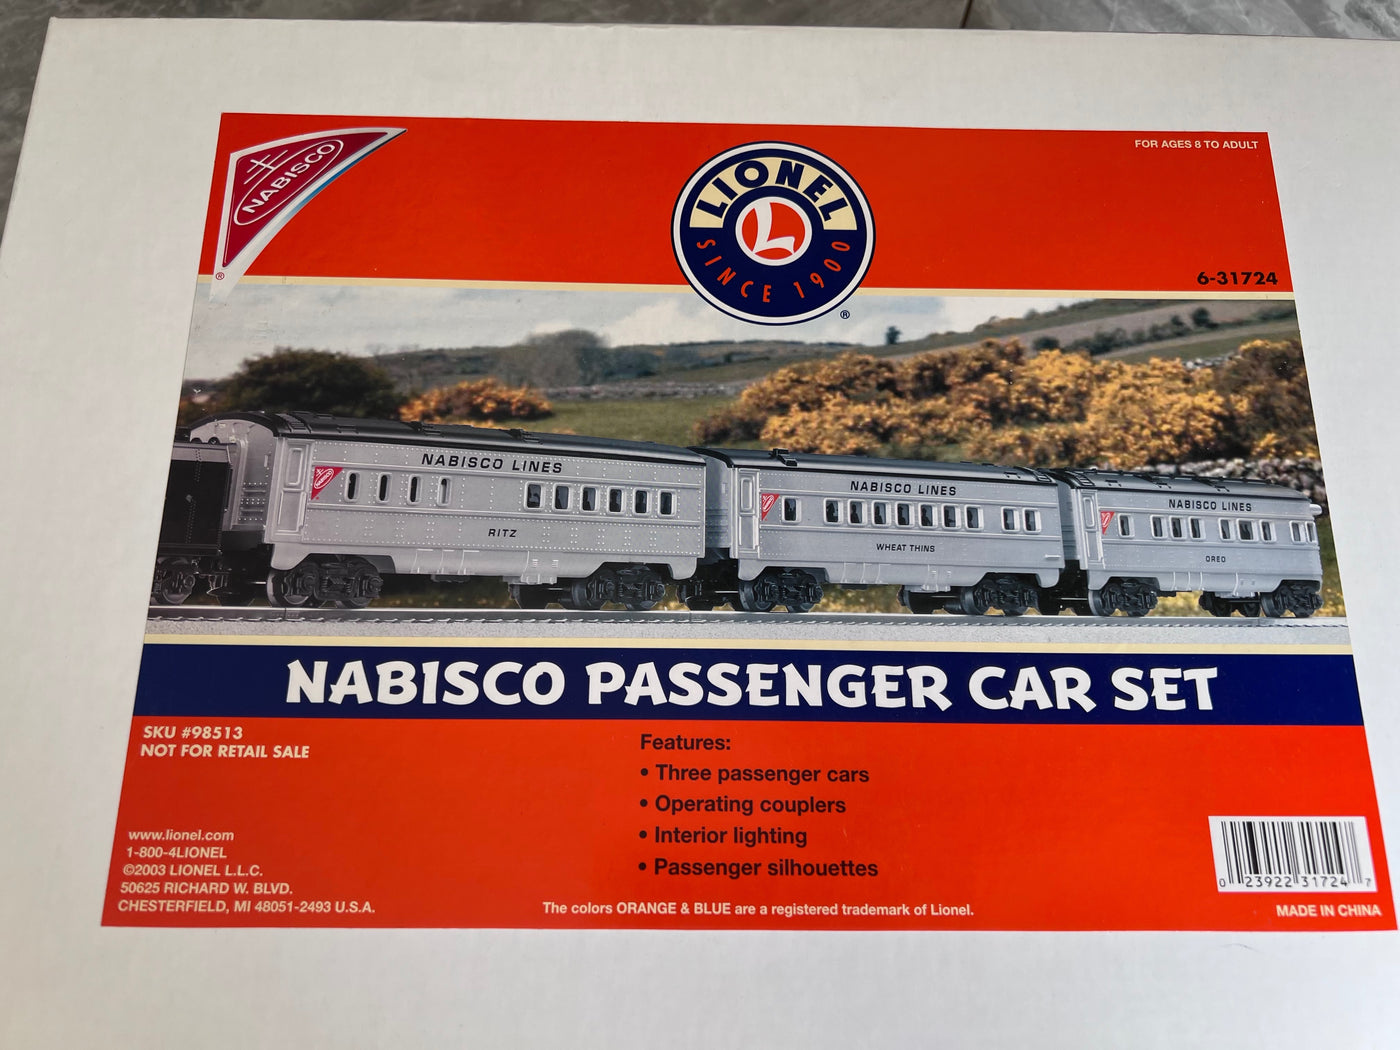 NABISCO
®
LIONEL
L
SINCE 1900
®
FOR AGES 8 TO ADULT
6-31724
NABISCO LINES
NABISCO
RITZ
NABISCO LINES
WHEAT THINS
NABISCO LINES
OREO
NABISCO PASSENGER CAR SET
SKU #98513
NOT FOR RETAIL SALE
Features:
• Three passenger cars
• Operating couplers
• Interior lighting
• Passenger silhouettes
www.lionel.com
1-800-4LIONEL
©2003 LIONEL L.L.C.
50625 RICHARD W. BLVD.
CHESTERFIELD, MI 48051-2493 U.S.A.
The colors ORANGE & BLUE are a registered trademark of Lionel.
0 23922 31724 7
MADE IN CHINA